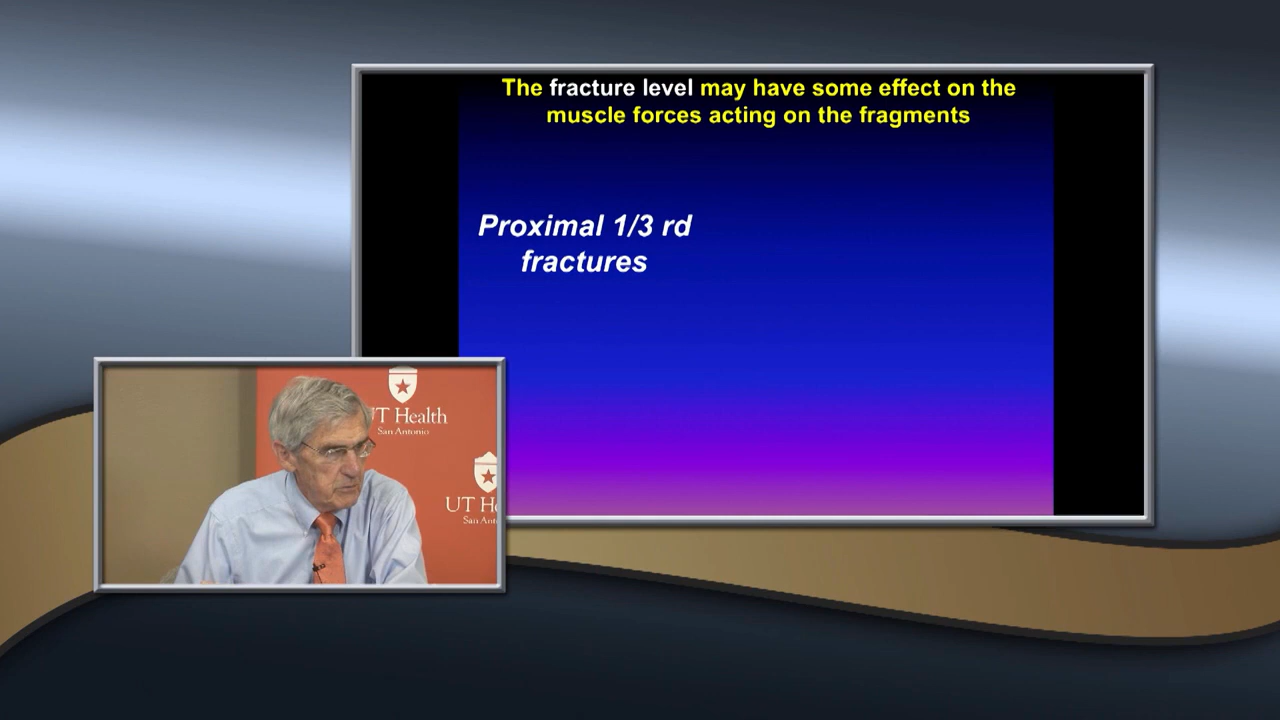 The fracture level may have some effect on the
muscle forces acting on the fragments
Proximal 1/3 rd
fractures
UT Health
San Antonio
UT He
San Ant